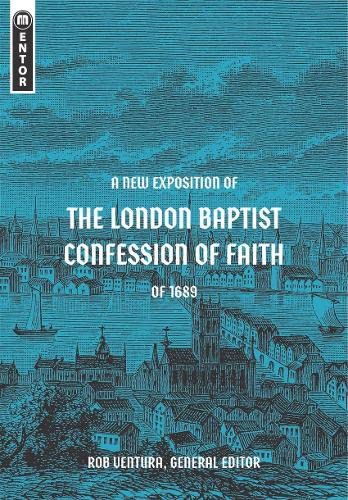 MENTOR
A NEW EXPOSITION OF
THE LONDON BAPTIST
CONFESSION OF FAITH
OF 1689
ROB VENTURA, GENERAL EDITOR